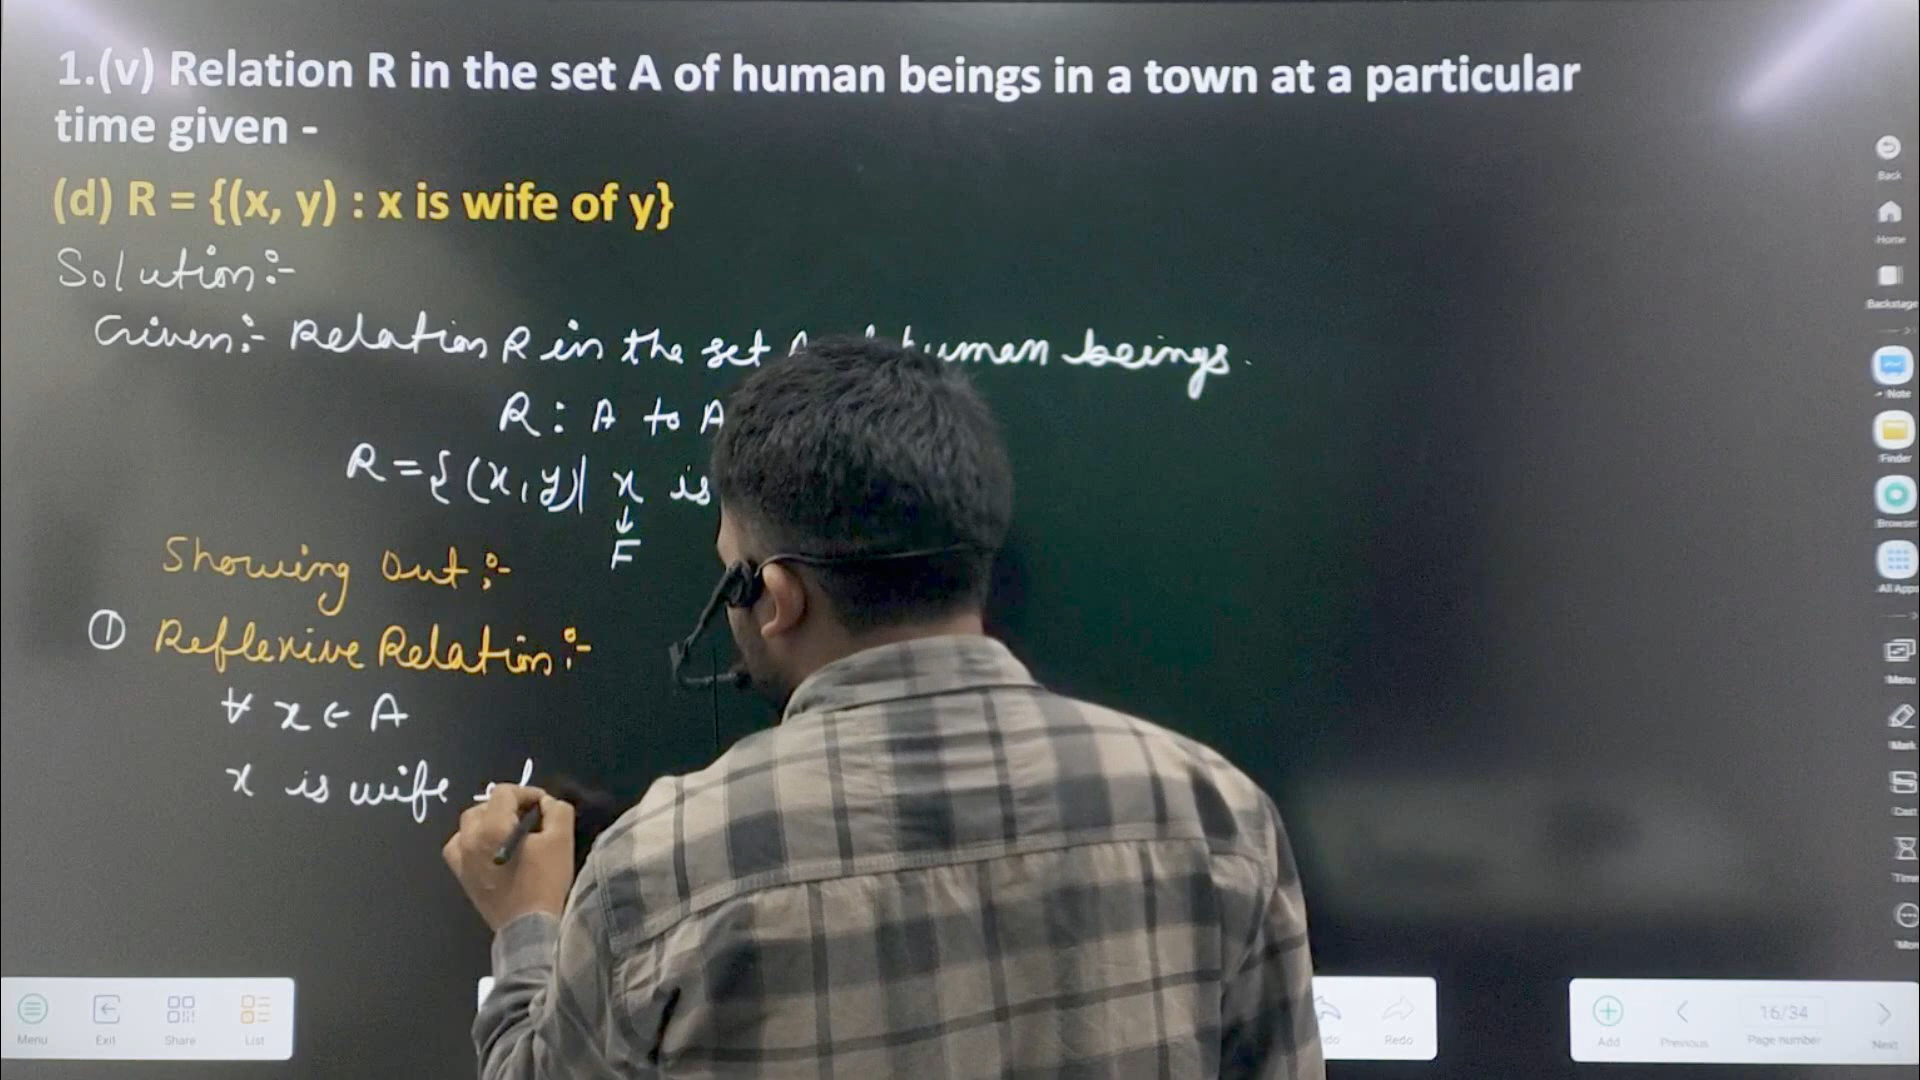 1.(v) Relation R in the set A of human beings in a town at a particular
time given -
(d) R = {(x, y) : x is wife of y}
Solution:-
Given:- Relation R in the set human beings.
R : A to A
R = {(x, y)| x is
↓
F
Showing Out :-
① Reflexive Relation :-
∀ x ∈ A
x is wife of
Back
Home
Backstage
Note
Finder
Browser
All Apps
Menu
Mark
Cast
Time
Menu
Exit
Share
List
Redo
Add
Previous
16/34
Page number
Next